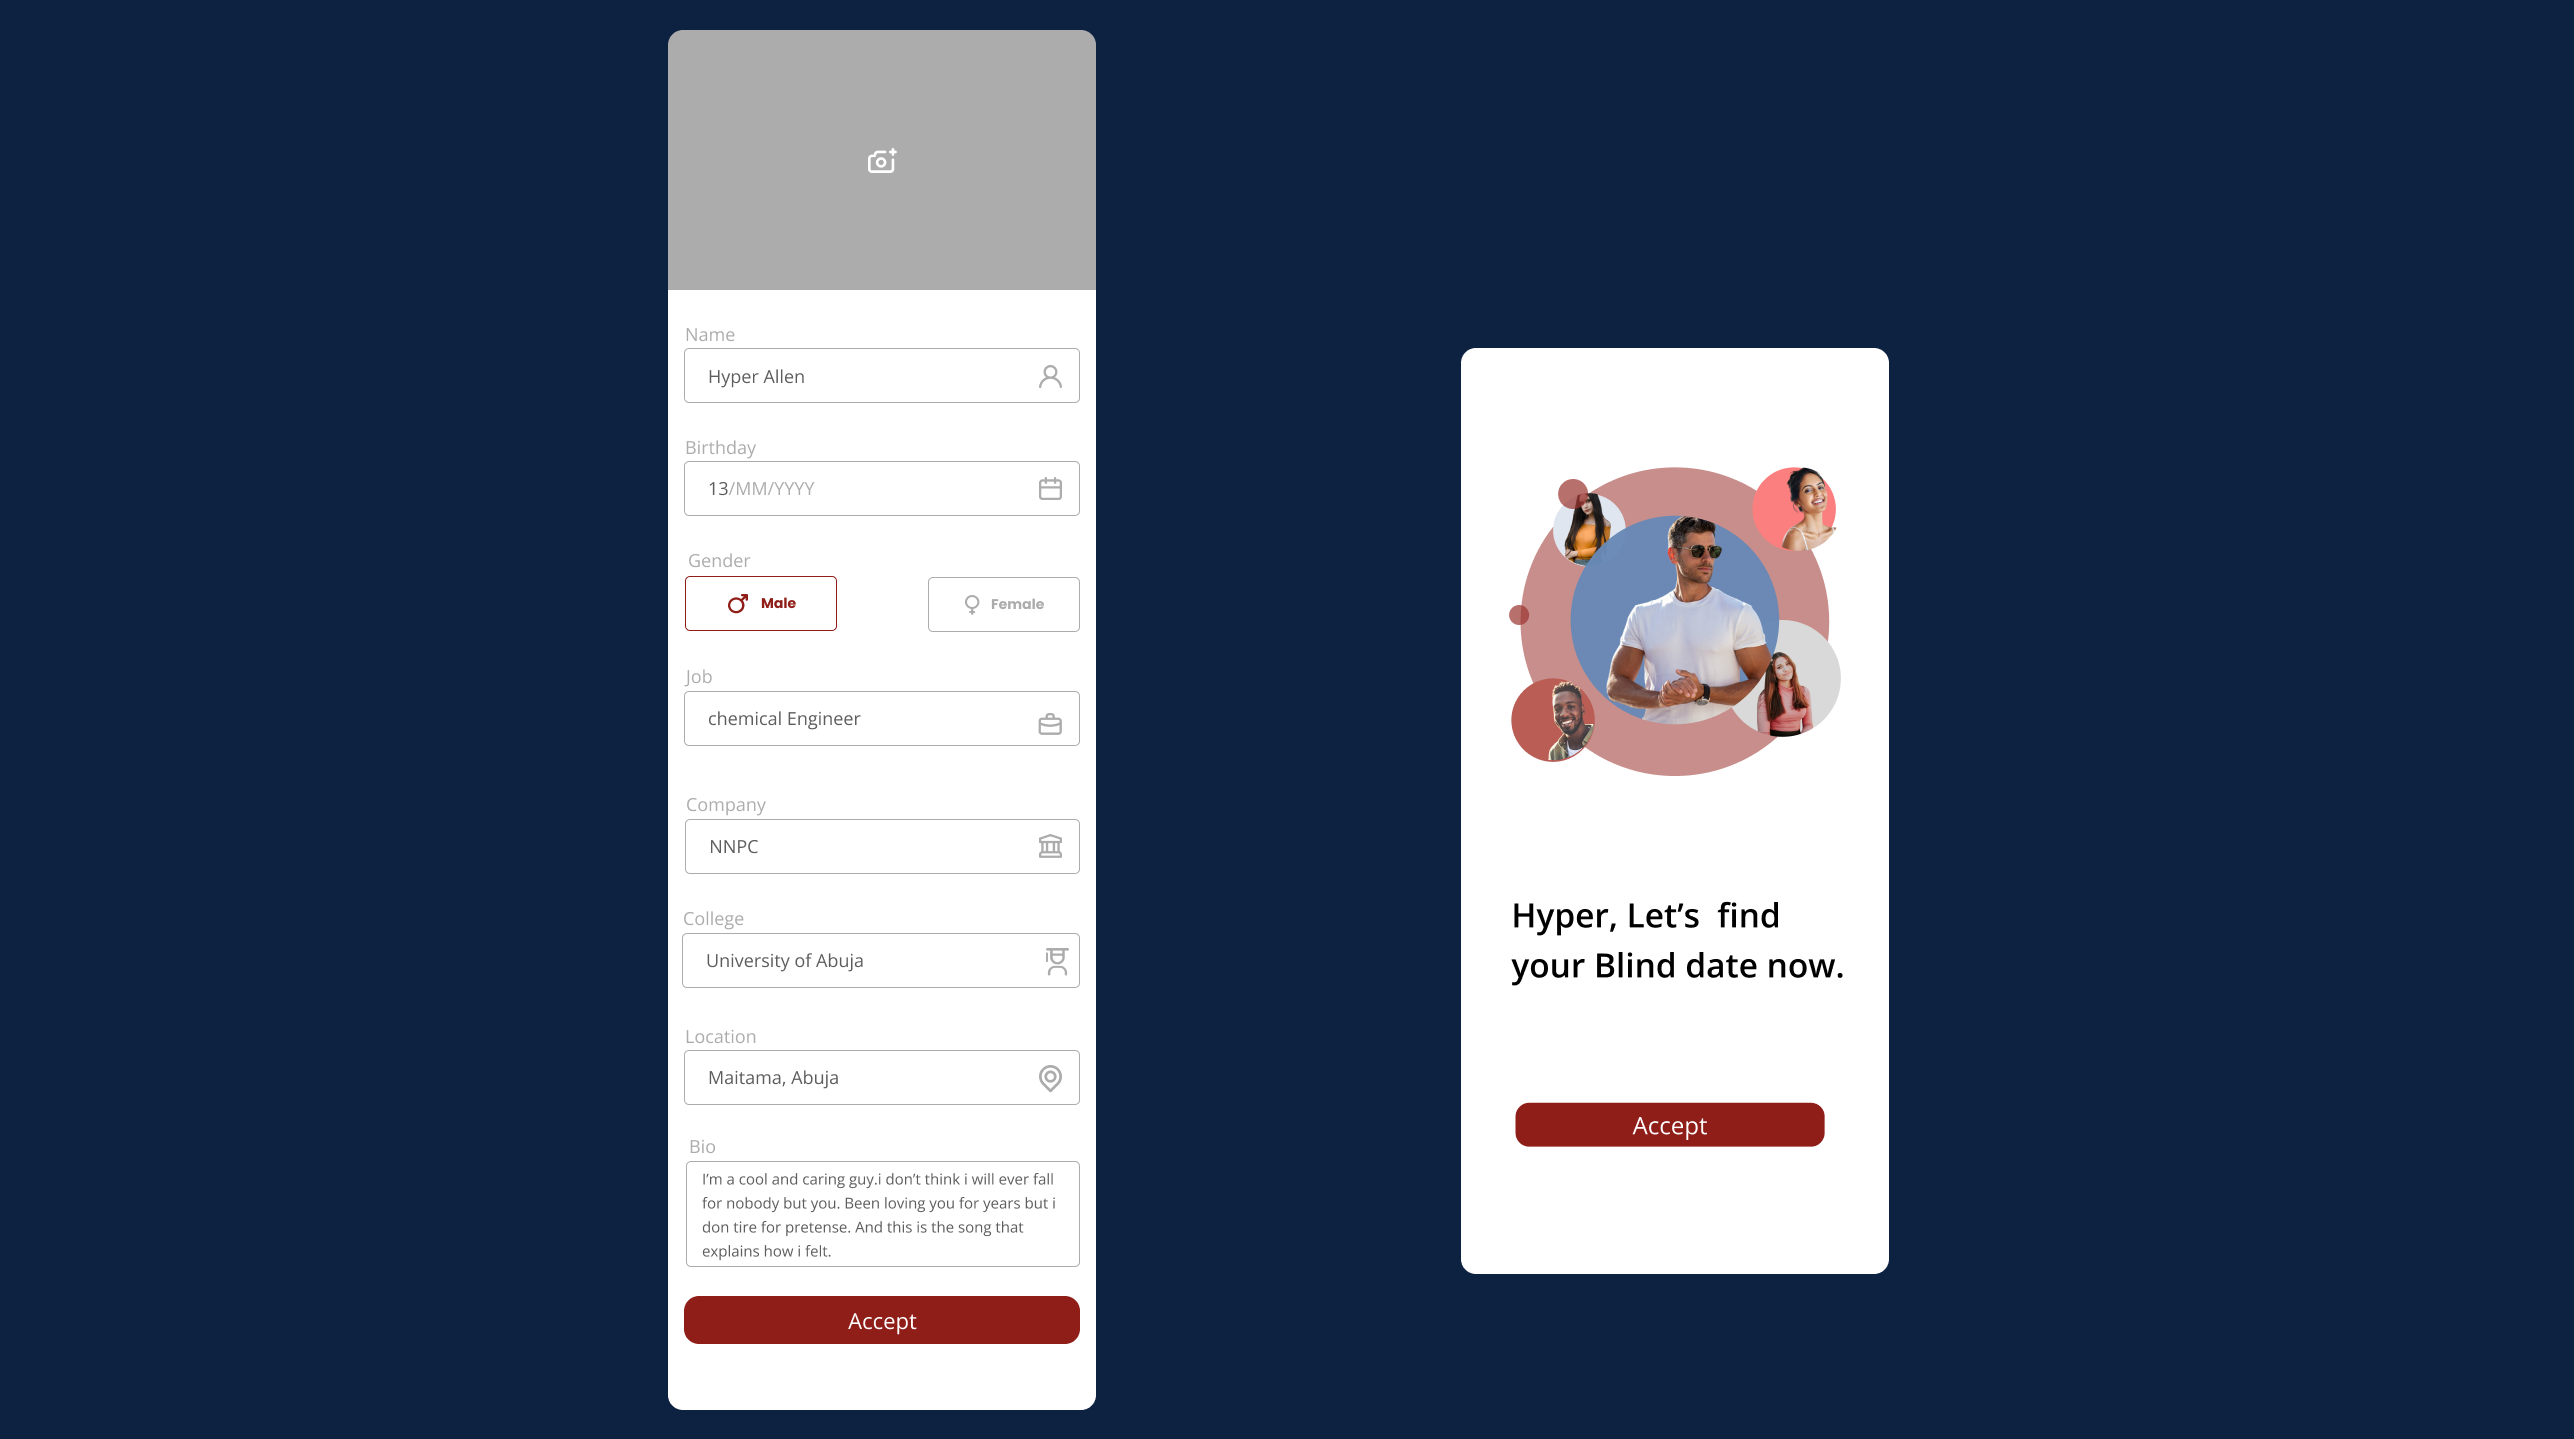 Name
Hyper Allen
Birthday
13/MM/YYYY
Gender
Male
Female
Job
chemical Engineer
Company
NNPC
College
University of Abuja
Location
Maitama, Abuja
Bio
I’m a cool and caring guy.i don’t think i will ever fall
for nobody but you. Been loving you for years but i
don tire for pretense. And this is the song that
explains how i felt.
Accept
Hyper, Let’s  find
your Blind date now.
Accept